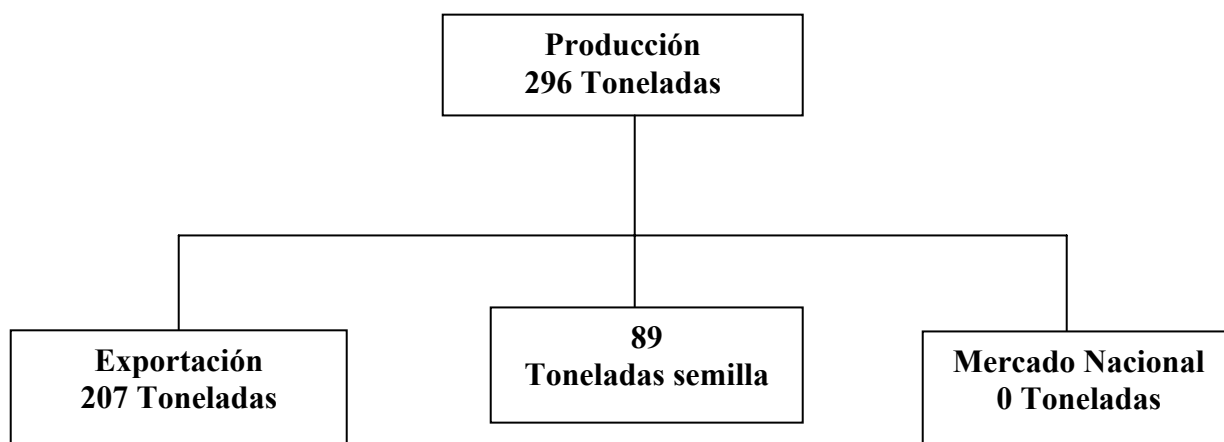 Producción
296 Toneladas
Exportación
207 Toneladas
89
Toneladas semilla
Mercado Nacional
0 Toneladas